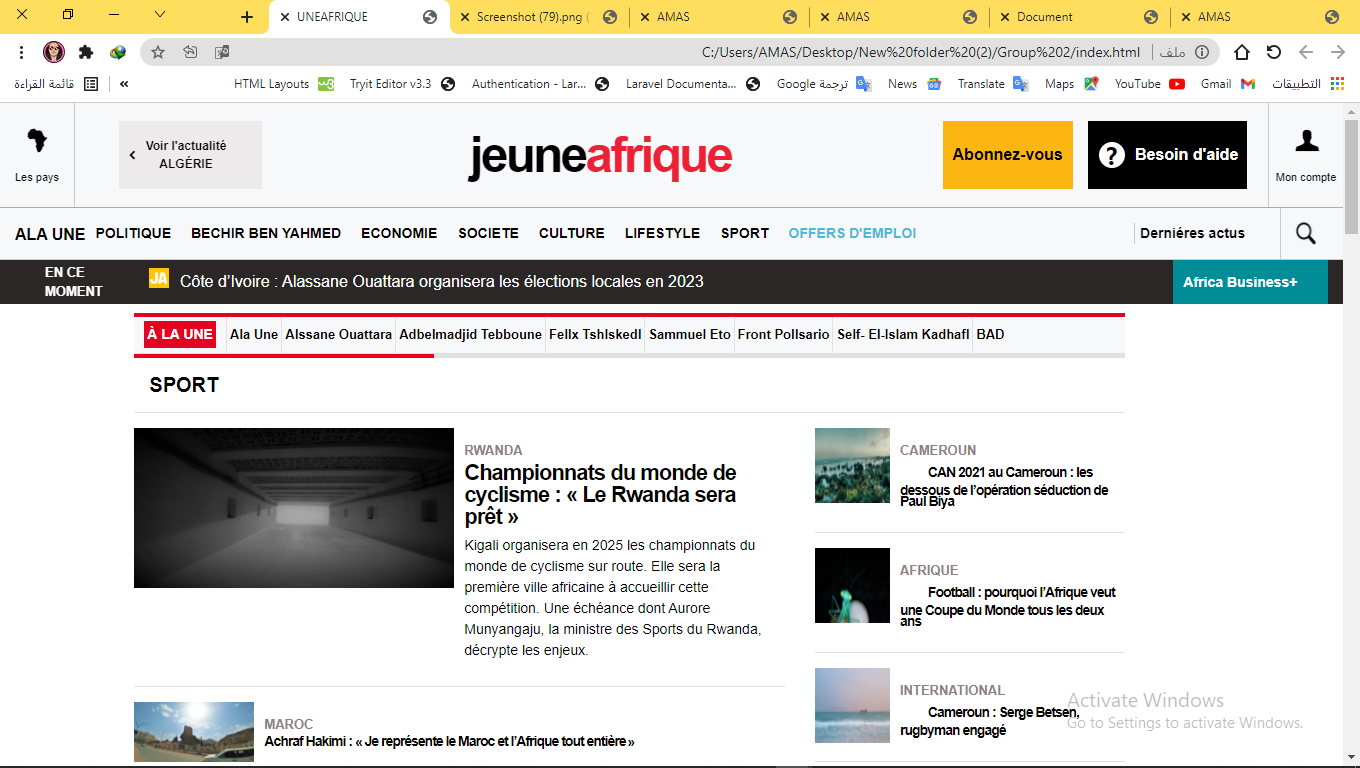 UNEAFRIQUE
Screenshot (79).png (
AMAS
AMAS
Document
AMAS
C:/Users/AMAS/Desktop/New%20folder%20(2)/Group%202/index.html
ملف
قائمة القراءة
«
HTML Layouts
Tryit Editor v3.3
Authentication - Lar...
Laravel Documenta...
ترجمة Google
News
Translate
Maps
YouTube
Gmail
التطبيقات
Les pays
Voir l'actualité
ALGÉRIE
jeuneafrique
Abonnez-vous
? Besoin d'aide
Mon compte
ALA UNE POLITIQUE BECHIR BEN YAHMED ECONOMIE SOCIETE CULTURE LIFESTYLE SPORT OFFERS D'EMPLOI
Derniéres actus
EN CE
MOMENT
JA
Côte d’Ivoire : Alassane Ouattara organisera les élections locales en 2023
Africa Business+
À LA UNE Ala Une Alssane Ouattara Adbelmadjid Tebboune Fellx Tshlskedl Sammuel Eto Front Pollsario Self- El-Islam Kadhafl BAD
SPORT
RWANDA
Championnats du monde de
cyclisme : « Le Rwanda sera
prêt »
Kigali organisera en 2025 les championnats du
monde de cyclisme sur route. Elle sera la
première ville africaine à accueillir cette
compétition. Une échéance dont Aurore
Munyangaju, la ministre des Sports du Rwanda,
décrypte les enjeux.
MAROC
Achraf Hakimi : « Je représente le Maroc et l’Afrique tout entière »
CAMEROUN
CAN 2021 au Cameroun : les
dessous de l’opération séduction de
Paul Biya
AFRIQUE
Football : pourquoi l’Afrique veut
une Coupe du Monde tous les deux
ans
INTERNATIONAL
Cameroun : Serge Betsen,
rugbyman engagé
Activate Windows
Go to Settings to activate Windows.